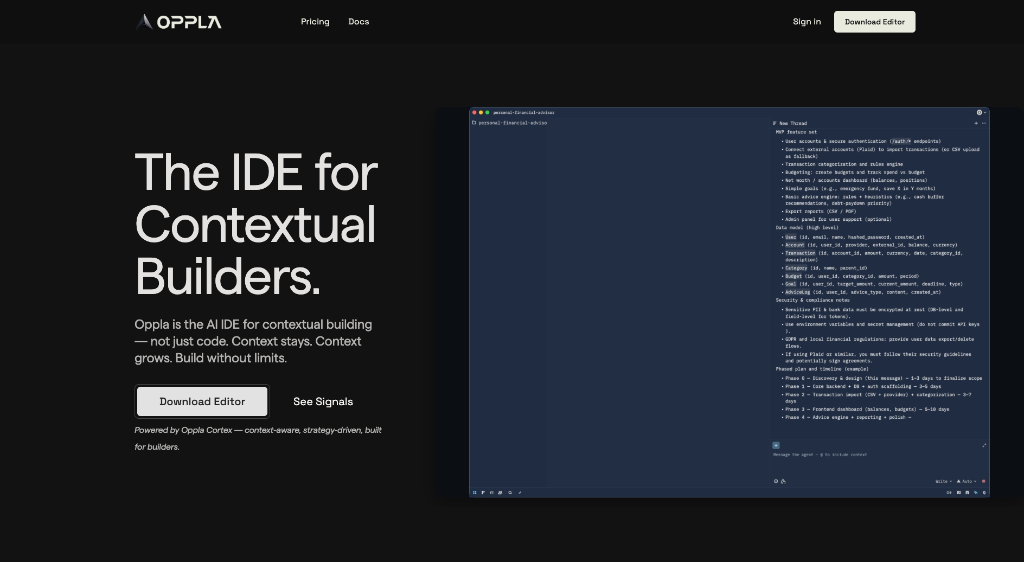 OPPLA
Pricing
Docs
Sign in
Download Editor
The IDE for
Contextual
Builders.
Oppla is the AI IDE for contextual building
— not just code. Context stays. Context
grows. Build without limits.
Download Editor
See Signals
Powered by Oppla Cortex — context-aware, strategy-driven, built
for builders.
personal-financial-adviso
personal-financial-adviso
New Thread
MVP feature set
• User accounts & secure authentication (/auth/* endpoints)
• Connect external accounts (Plaid) to import transactions (or CSV upload
as fallback)
• Transaction categorization and rules engine
• Budgeting: create budgets and track spend vs budget
• Net worth / accounts dashboard (balances, positions)
• Simple goals (e.g., emergency fund, save X in Y months)
• Basic advice engine: rules + heuristics (e.g., cash buffer
recommendations, debt-paydown priority)
• Export reports (CSV / PDF)
• Admin panel for user support (optional)
Data model (high level)
• User (id, email, name, hashed_password, created_at)
• Account (id, user_id, provider, external_id, balance, currency)
• Transaction (id, account_id, amount, currency, date, category_id,
description)
• Category (id, name, parent_id)
• Budget (id, user_id, category_id, amount, period)
• Goal (id, user_id, target_amount, current_amount, deadline, type)
• AdviceLog (id, user_id, advice_type, content, created_at)
Security & compliance notes
• Sensitive PII & bank data must be encrypted at rest (DB-level and
field-level for tokens).
• Use environment variables and secret management (do not commit API keys
).
• GDPR and local financial regulations: provide user data export/delete
flows.
• If using Plaid or similar, you must follow their security guidelines
and potentially sign agreements.
Phased plan and timeline (example)
• Phase 0 — Discovery & design (this message) — 1–3 days to finalize scope
• Phase 1 — Core backend + DB + auth scaffolding — 3–5 days
• Phase 2 — Transaction import (CSV + provider) + categorization — 3–7
days
• Phase 3 — Frontend dashboard (balances, budgets) — 5–10 days
• Phase 4 — Advice engine + reporting + polish —
Message the agent - @ to include context
Write
Auto